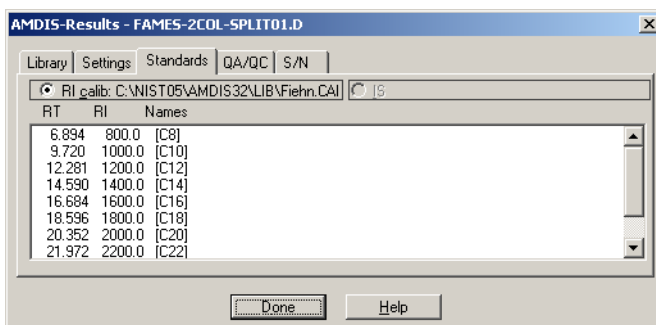 AMDIS-Results - FAMES-2COL-SPLIT01.D
Library Settings Standards QA/QC S/N
RI calib: C:\NIST05\AMDIS32\LIB\Fiehn.CAI IS
RT RI Names
6.894 800.0 [C8]
9.720 1000.0 [C10]
12.281 1200.0 [C12]
14.590 1400.0 [C14]
16.684 1600.0 [C16]
18.596 1800.0 [C18]
20.352 2000.0 [C20]
21.972 2200.0 [C22]
Done Help